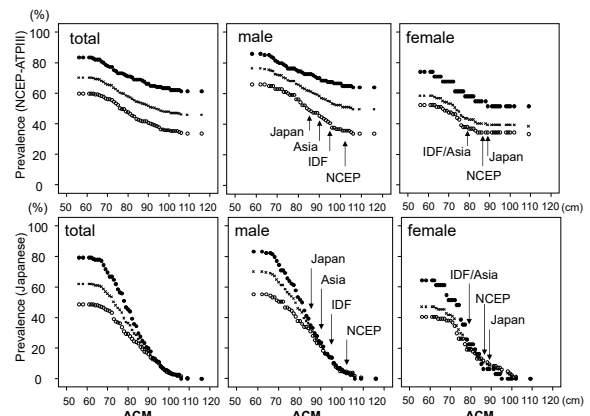 (%)
total
male
female
100
80
60
40
20
0
Prevalence (NCEP-ATPIII)
Japan
Asia
IDF
NCEP
IDF/Asia
NCEP
Japan
50 60 70 80 90 100 110 120
50 60 70 80 90 100 110 120
50 60 70 80 90 100 110 120 (cm)
(%)
total
male
female
100
80
60
40
20
0
Prevalence (Japanese)
Japan
Asia
IDF
NCEP
IDF/Asia
NCEP
Japan
50 60 70 80 90 100 110 120
50 60 70 80 90 100 110 120
50 60 70 80 90 100 110 120 (cm)
ACM
ACM
ACM